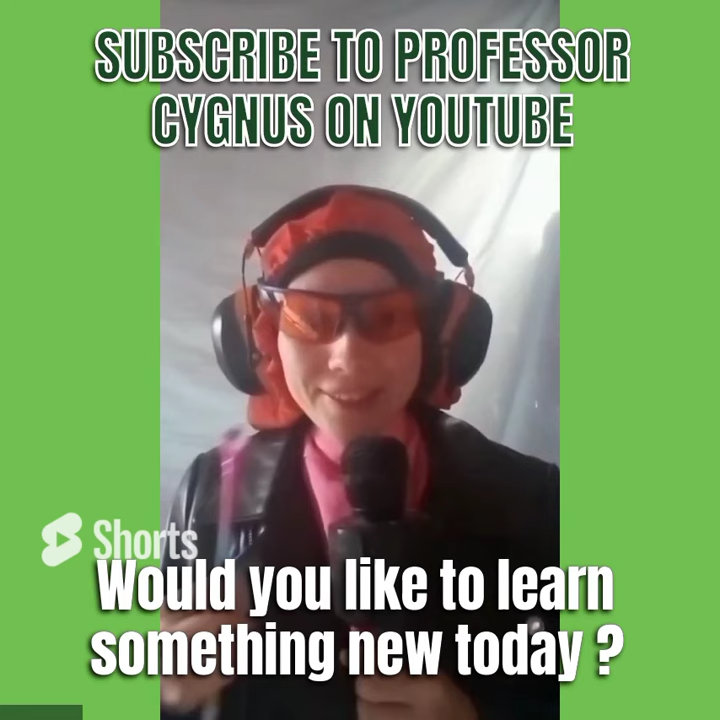 SUBSCRIBE TO PROFESSOR
CYGNUS ON YOUTUBE
Shorts
Would you like to learn
something new today ?